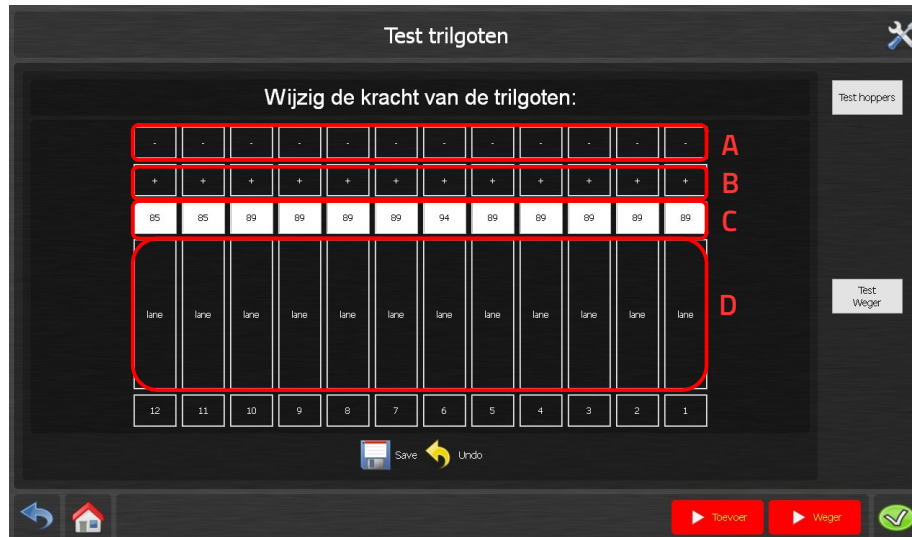 Test trilgoten
Wijzig de kracht van de trilgoten:
Test hoppers
- - - - - - - - - - - - A
+ + + + + + + + + + + + B
85 85 89 89 89 89 94 89 89 89 89 89 C
lane lane lane lane lane lane lane lane lane lane lane lane D
Test
Weger
12 11 10 9 8 7 6 5 4 3 2 1
Save Undo
Toevoer Weger